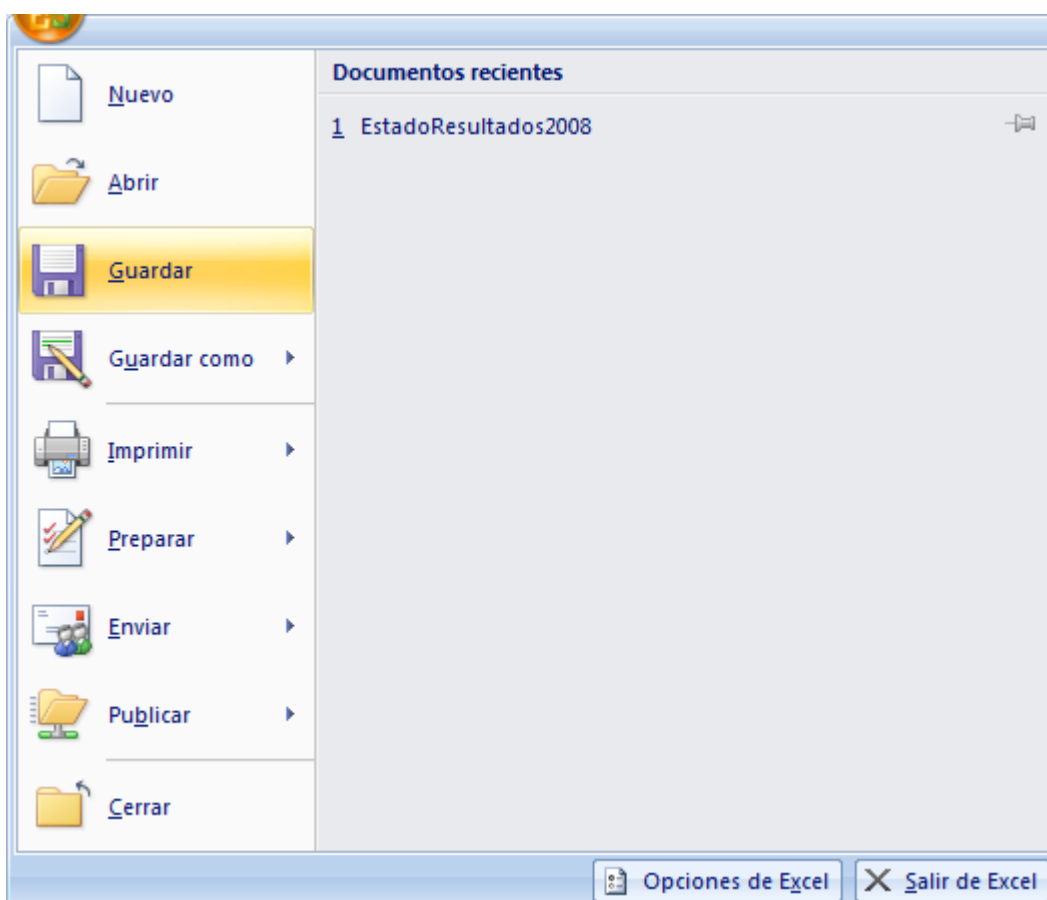 Nuevo
Abrir
Guardar
Guardar como
Imprimir
Preparar
Enviar
Publicar
Cerrar
Documentos recientes
1 EstadoResultados2008
Opciones de Excel
Salir de Excel